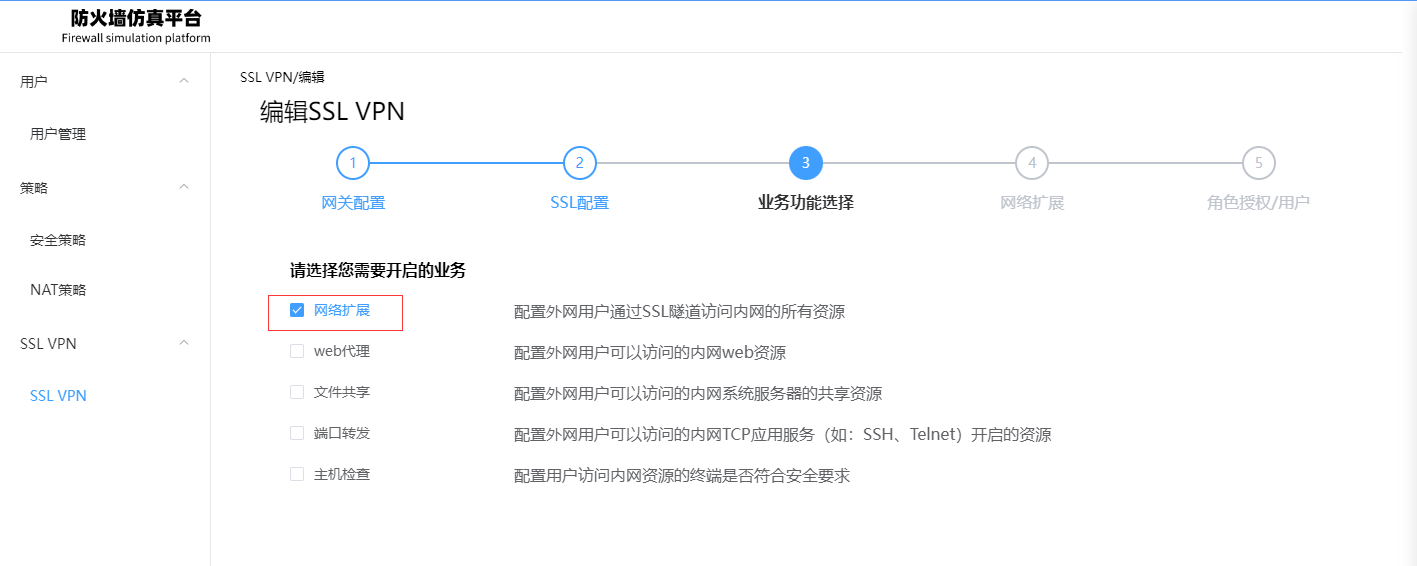 防火墙仿真平台
Firewall simulation platform
用户
用户管理
策略
安全策略
NAT策略
SSL VPN
SSL VPN
SSL VPN/编辑
编辑SSL VPN
1 2 3 4 5
网关配置 SSL配置 业务功能选择 网络扩展 角色授权/用户
请选择您需要开启的业务
网络扩展 配置外网用户通过SSL隧道访问内网的所有资源
web代理 配置外网用户可以访问的内网web资源
文件共享 配置外网用户可以访问的内网系统服务器的共享资源
端口转发 配置外网用户可以访问的内网TCP应用服务（如：SSH、Telnet）开启的资源
主机检查 配置用户访问内网资源的终端是否符合安全要求